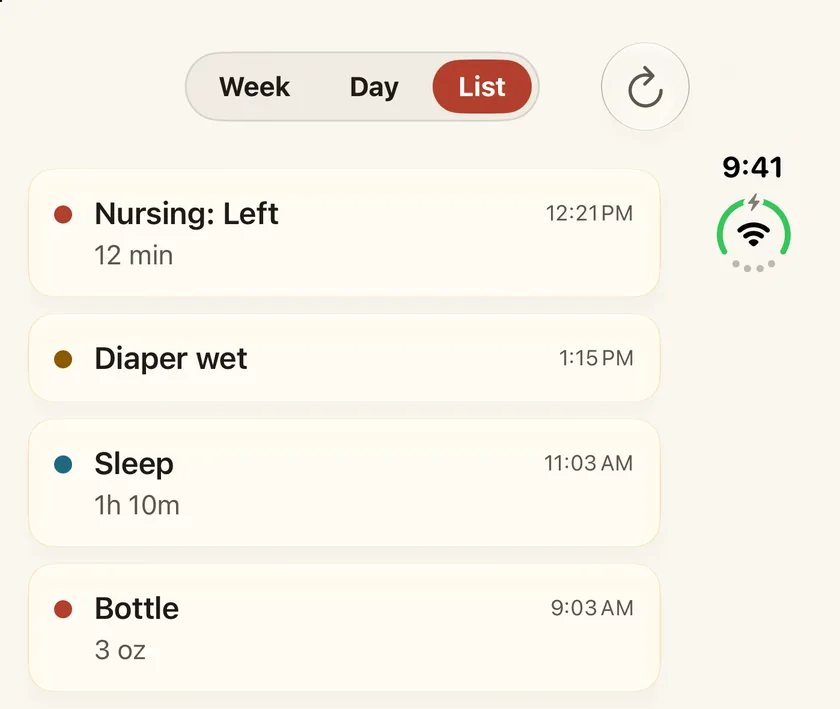 Week Day List
9:41
Nursing: Left 12:21 PM
12 min
Diaper wet 1:15 PM
Sleep 11:03 AM
1h 10m
Bottle 9:03 AM
3 oz